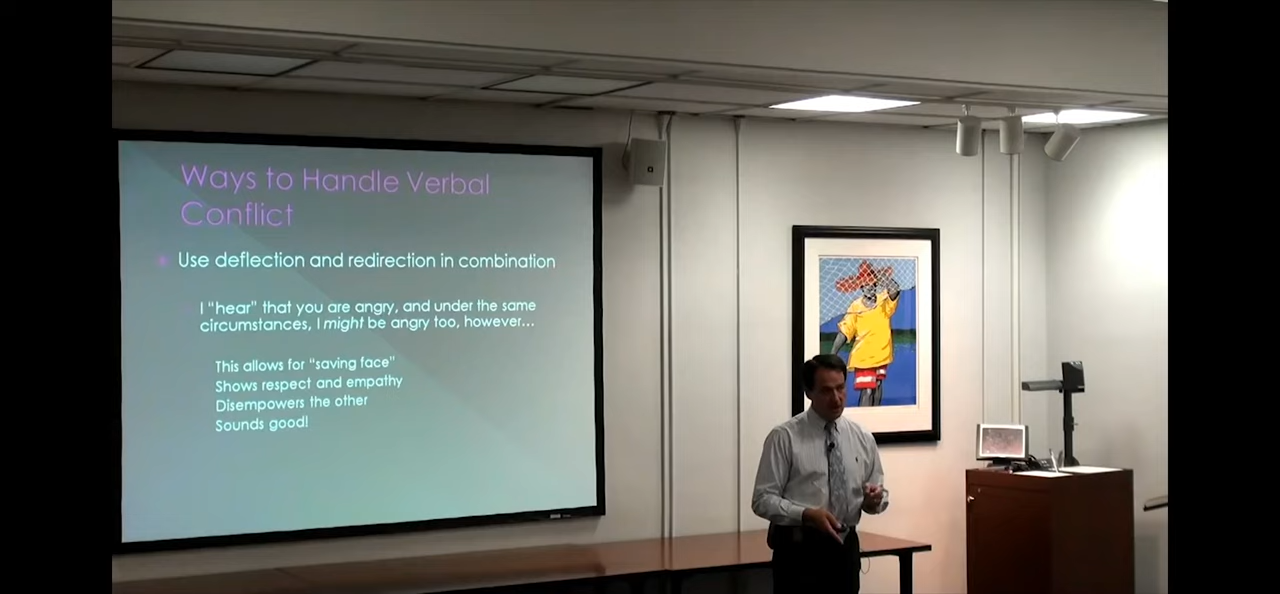 Ways to Handle Verbal
Conflict
Use deflection and redirection in combination
I “hear” that you are angry, and under the same
circumstances, I might be angry too, however...
This allows for “saving face”
Shows respect and empathy
Disempowers the other
Sounds good!